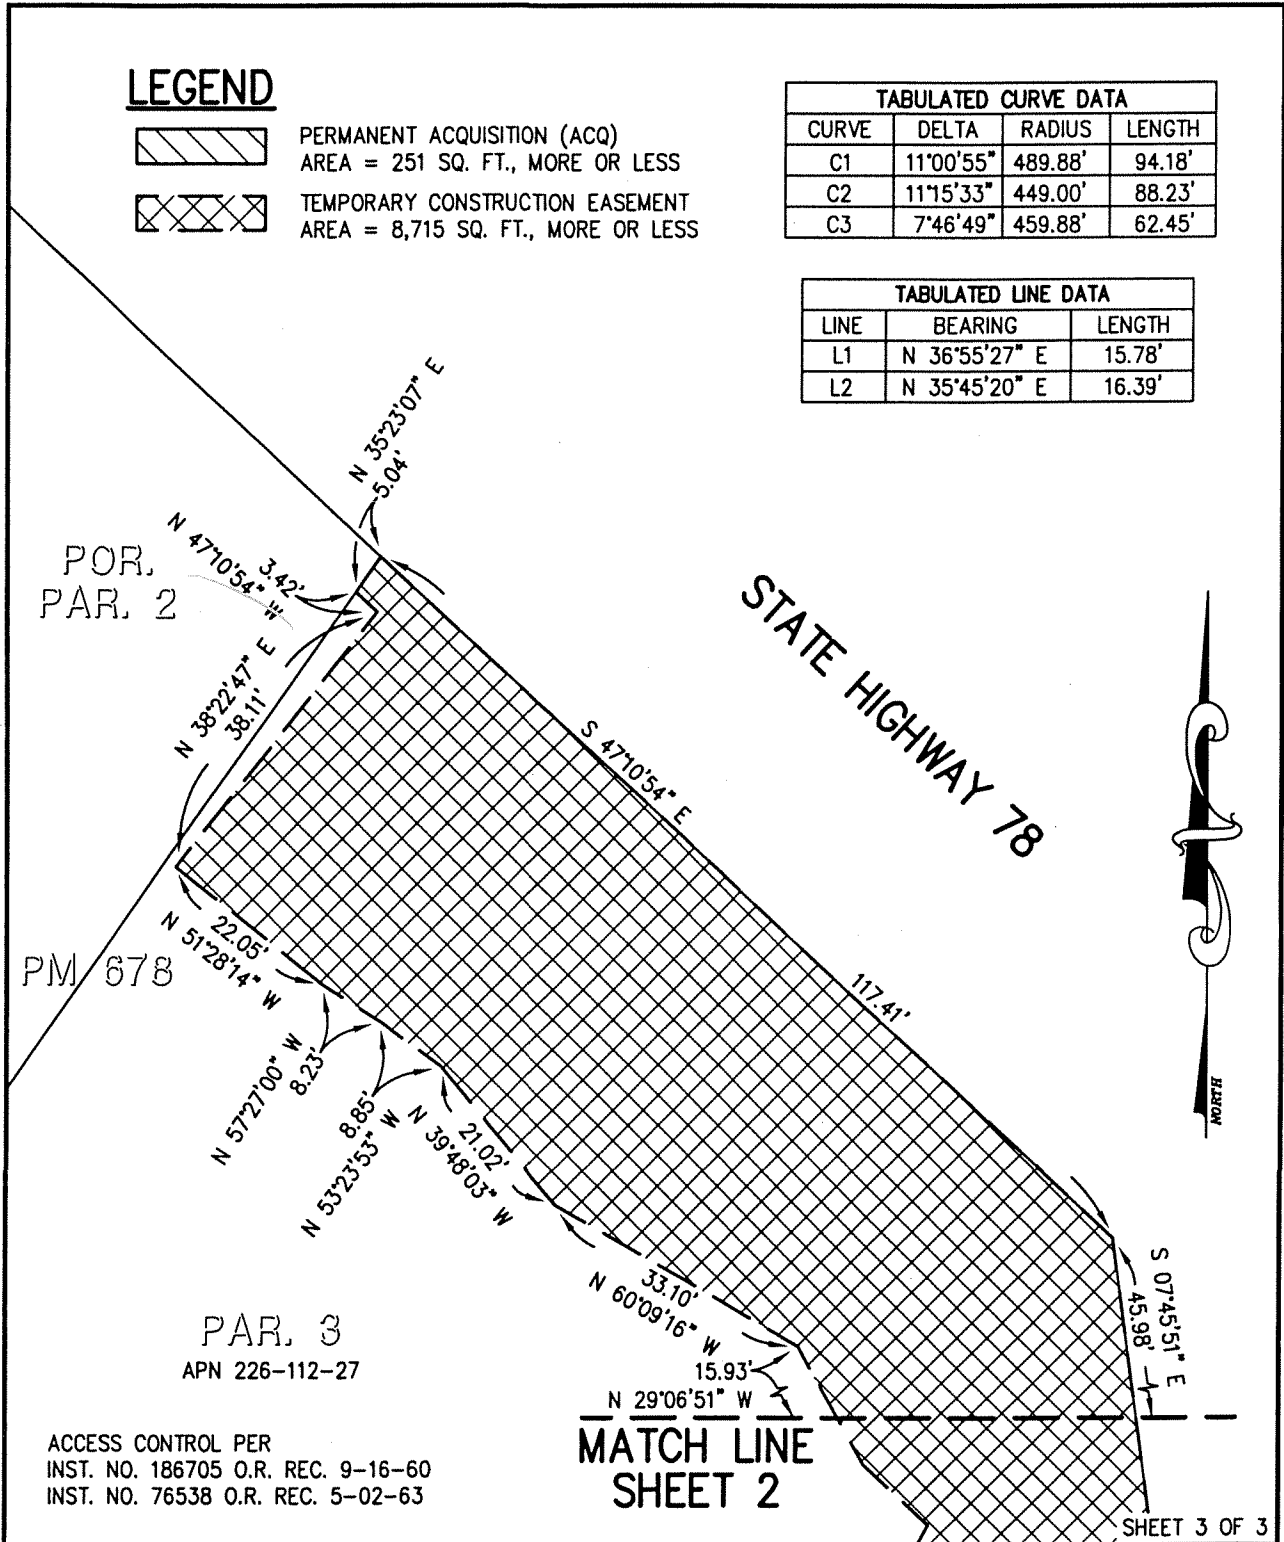 LEGEND
PERMANENT ACQUISITION (ACQ)
AREA = 251 SQ. FT., MORE OR LESS
TEMPORARY CONSTRUCTION EASEMENT
AREA = 8,715 SQ. FT., MORE OR LESS
TABULATED CURVE DATA
CURVE DELTA RADIUS LENGTH
C1 11°00'55" 489.88' 94.18'
C2 11°15'33" 449.00' 88.23'
C3 7°46'49" 459.88' 62.45'
TABULATED LINE DATA
LINE BEARING LENGTH
L1 N 36°55'27" E 15.78'
L2 N 35°45'20" E 16.39'
N 35°23'07" E
5.04'
N 47°10'54" W
3.42'
POR.
PAR. 2
N 38°22'47" E
38.11'
STATE HIGHWAY 78
S 47°10'54" E
117.41'
PM 678
22.05'
N 51°28'14" W
N 57°27'00" W
8.23'
8.85'
N 53°23'53" W
21.02'
N 39°48'03" W
33.10'
N 60°09'16" W
15.93'
N 29°06'51" W
S 07°45'51" E
45.98'
NORTH
PAR. 3
APN 226-112-27
ACCESS CONTROL PER
INST. NO. 186705 O.R. REC. 9-16-60
INST. NO. 76538 O.R. REC. 5-02-63
MATCH LINE
SHEET 2
SHEET 3 OF 3